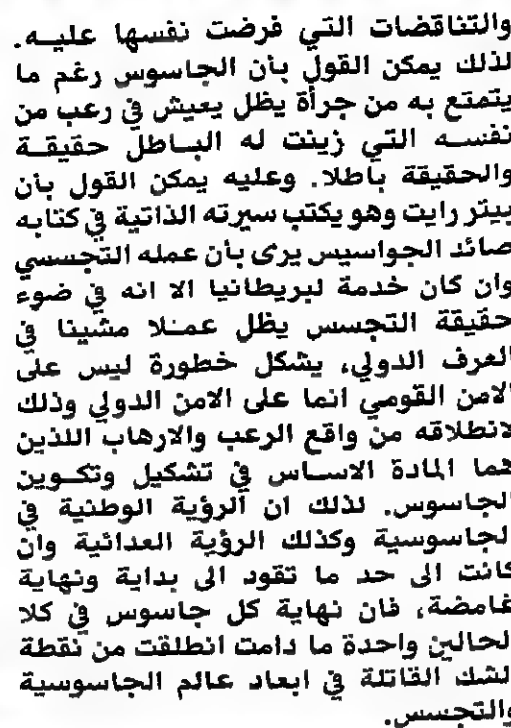 والتناقضات التي فرضت نفسها عليه.
لذلك يمكن القول بأن الجاسوس رغم ما
يتمتع به من جرأة يظل يعيش في رعب من
نفسه التي زينت له الباطل حقيقة
والحقيقة باطلا. وعليه يمكن القول بأن
بيتر رايت وهو يكتب سيرته الذاتية في كتابه
صائد الجواسيس يرى بأن عمله التجسسي
وان كان خدمة لبريطانيا الا انه في ضوء
حقيقة التجسس يظل عملا مشينا في
العرف الدولي، يشكل خطورة ليس على
الامن القومي انما على الامن الدولي وذلك
لانطلاقه من واقع الرعب والارهاب اللذين
هما المادة الاساس في تشكيل وتكوين
الجاسوس. لذلك ان الرؤية الوطنية في
الجاسوسية وكذلك الرؤية العدائية وان
كانت الى حد ما تقود الى بداية ونهاية
غامضة، فان نهاية كل جاسوس في كلا
الحالين واحدة ما دامت انطلقت من نقطة
الشك القاتلة في ابعاد عالم الجاسوسية
والتجسس.